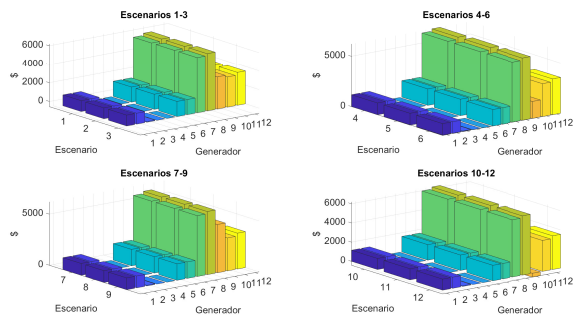 Escenarios 1-3
6000
4000
2000
0
$
1
2
3
Escenario
1 2 3 4 5 6 7 8 9 10 11 12
Generador
Escenarios 4-6
5000
0
$
4
5
6
Escenario
1 2 3 4 5 6 7 8 9 10 11 12
Generador
Escenarios 7-9
5000
0
$
7
8
9
Escenario
1 2 3 4 5 6 7 8 9 10 11 12
Generador
Escenarios 10-12
6000
4000
2000
0
$
10
11
12
Escenario
1 2 3 4 5 6 7 8 9 10 11 12
Generador